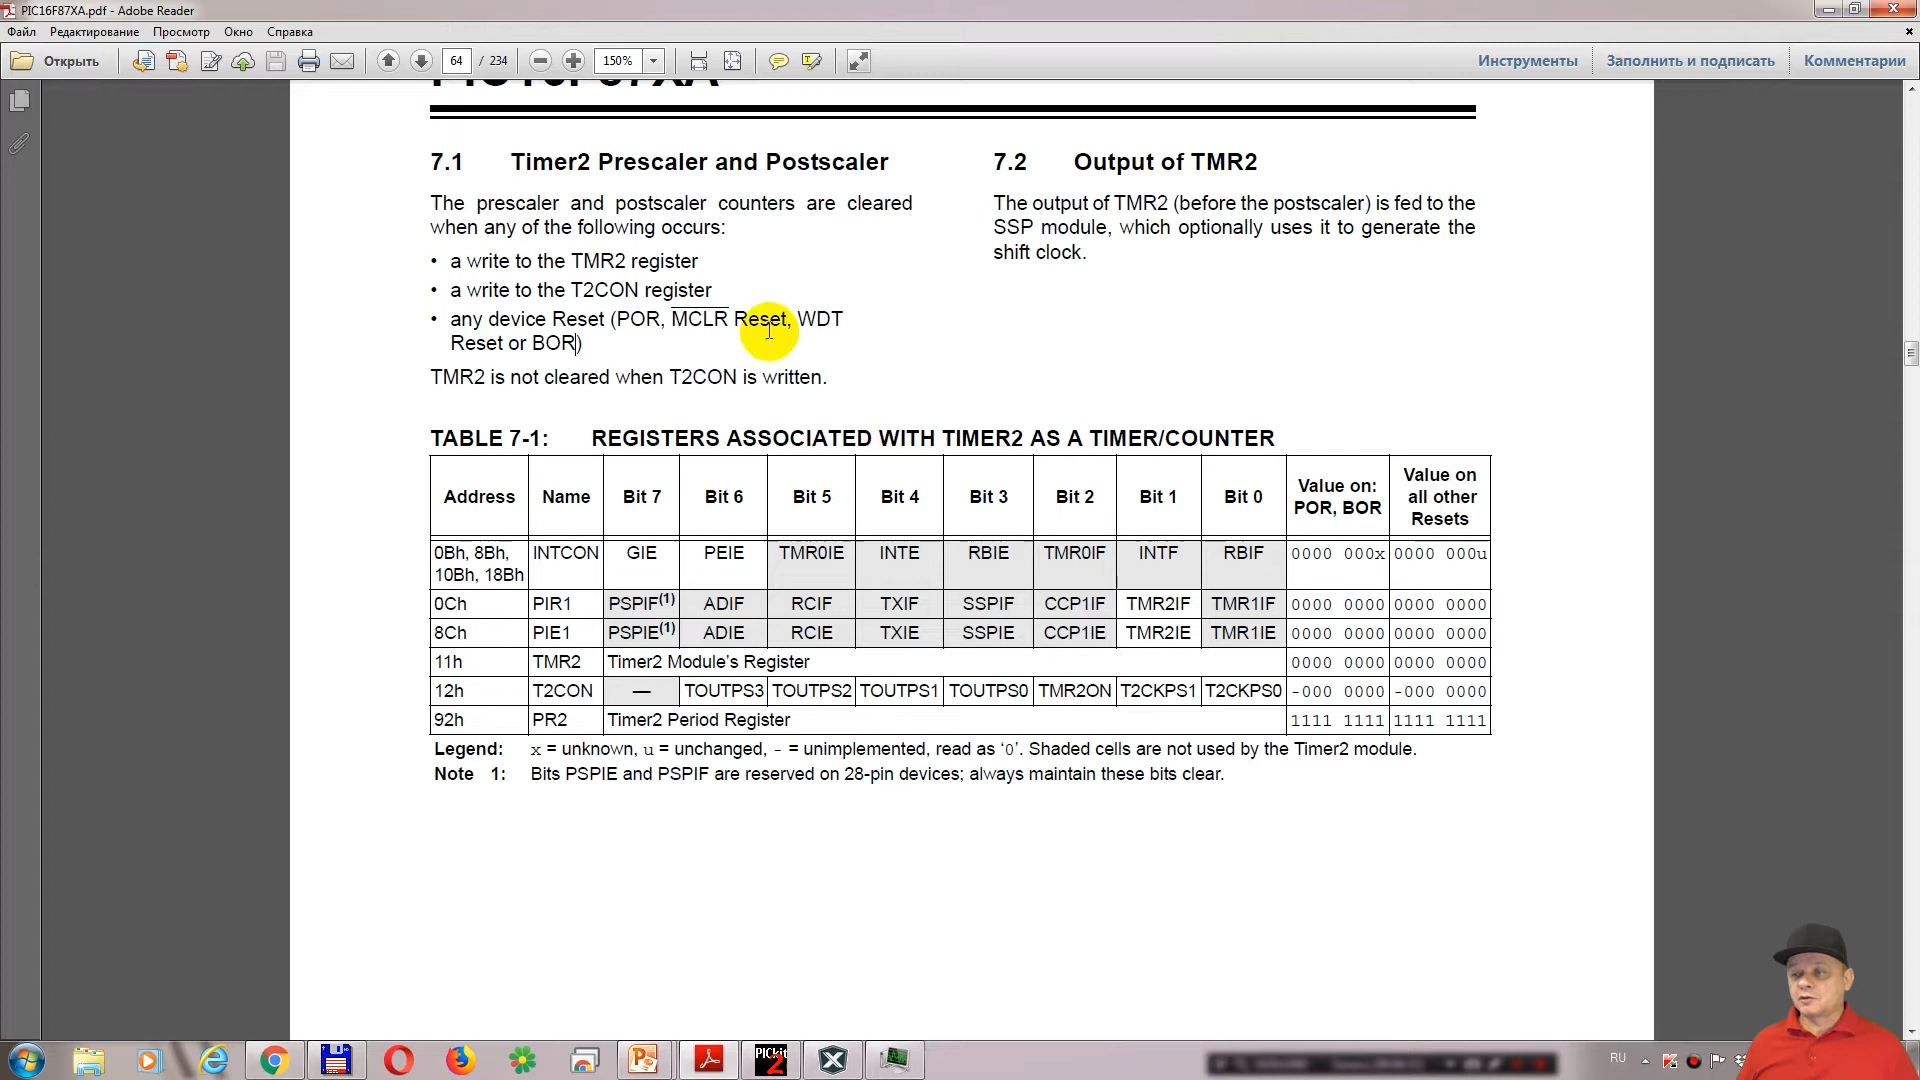 PIC16F87XA.pdf - Adobe Reader
Файл Редактирование Просмотр Окно Справка
Открыть 64 / 234 150% Инструменты Заполнить и подписать Комментарии
PIC16F87XA
7.1 Timer2 Prescaler and Postscaler
The prescaler and postscaler counters are cleared
when any of the following occurs:
• a write to the TMR2 register
• a write to the T2CON register
• any device Reset (POR, MCLR Reset, WDT
Reset or BOR)
TMR2 is not cleared when T2CON is written.
7.2 Output of TMR2
The output of TMR2 (before the postscaler) is fed to the
SSP module, which optionally uses it to generate the
shift clock.
TABLE 7-1: REGISTERS ASSOCIATED WITH TIMER2 AS A TIMER/COUNTER
Address Name Bit 7 Bit 6 Bit 5 Bit 4 Bit 3 Bit 2 Bit 1 Bit 0 Value on: POR, BOR Value on all other Resets
0Bh, 8Bh, 10Bh, 18Bh INTCON GIE PEIE TMR0IE INTE RBIE TMR0IF INTF RBIF 0000 000x 0000 000u
0Ch PIR1 PSPIF(1) ADIF RCIF TXIF SSPIF CCP1IF TMR2IF TMR1IF 0000 0000 0000 0000
8Ch PIE1 PSPIE(1) ADIE RCIE TXIE SSPIE CCP1IE TMR2IE TMR1IE 0000 0000 0000 0000
11h TMR2 Timer2 Module's Register 0000 0000 0000 0000
12h T2CON — TOUTPS3 TOUTPS2 TOUTPS1 TOUTPS0 TMR2ON T2CKPS1 T2CKPS0 -000 0000 -000 0000
92h PR2 Timer2 Period Register 1111 1111 1111 1111
Legend: x = unknown, u = unchanged, - = unimplemented, read as '0'. Shaded cells are not used by the Timer2 module.
Note 1: Bits PSPIE and PSPIF are reserved on 28-pin devices; always maintain these bits clear.
PICkit 2
RU